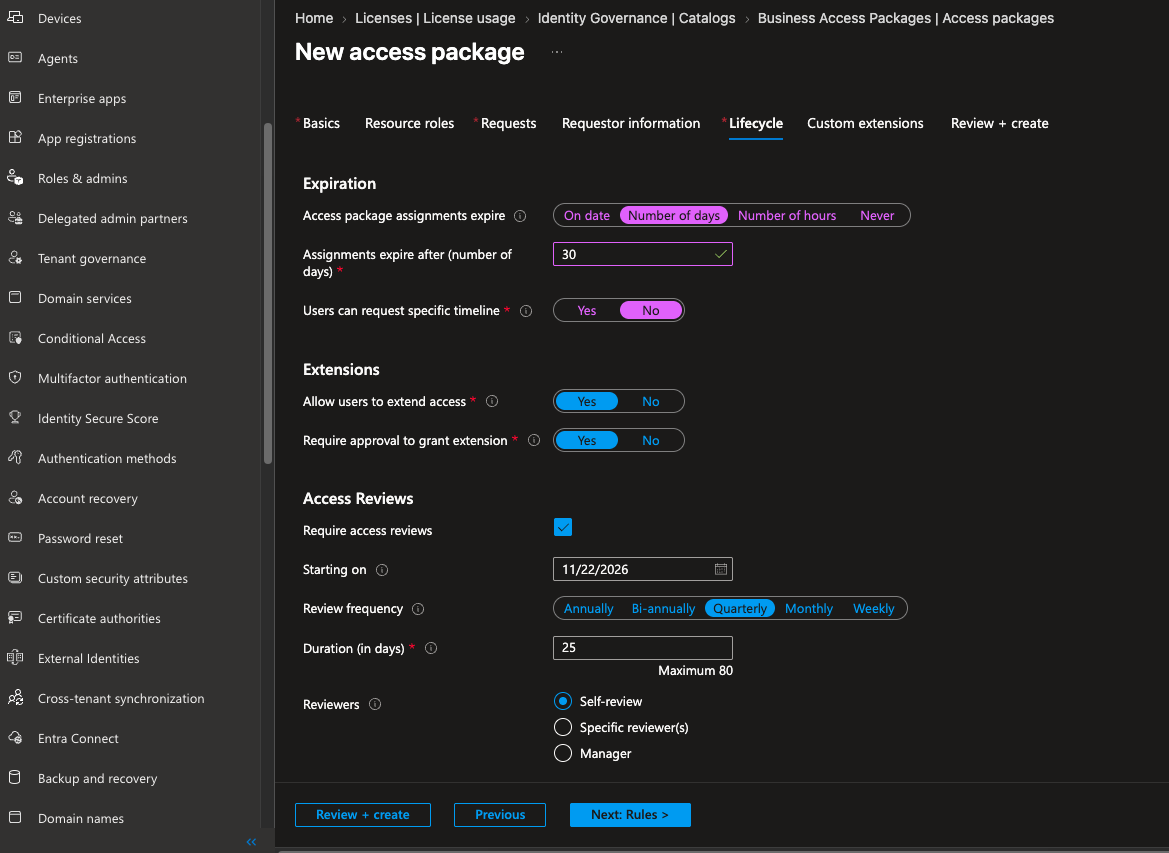 Devices
Agents
Enterprise apps
App registrations
Roles & admins
Delegated admin partners
Tenant governance
Domain services
Conditional Access
Multifactor authentication
Identity Secure Score
Authentication methods
Account recovery
Password reset
Custom security attributes
Certificate authorities
External Identities
Cross-tenant synchronization
Entra Connect
Backup and recovery
Domain names
«
Home > Licenses | License usage > Identity Governance | Catalogs > Business Access Packages | Access packages
New access package ...
* Basics Resource roles * Requests Requestor information * Lifecycle Custom extensions Review + create
Expiration
Access package assignments expire On date Number of days Number of hours Never
Assignments expire after (number of 30
days) *
Users can request specific timeline * Yes No
Extensions
Allow users to extend access * Yes No
Require approval to grant extension * Yes No
Access Reviews
Require access reviews
Starting on 11/22/2026
Review frequency Annually Bi-annually Quarterly Monthly Weekly
Duration (in days) * 25
Maximum 80
Reviewers Self-review
Specific reviewer(s)
Manager
Review + create Previous Next: Rules >